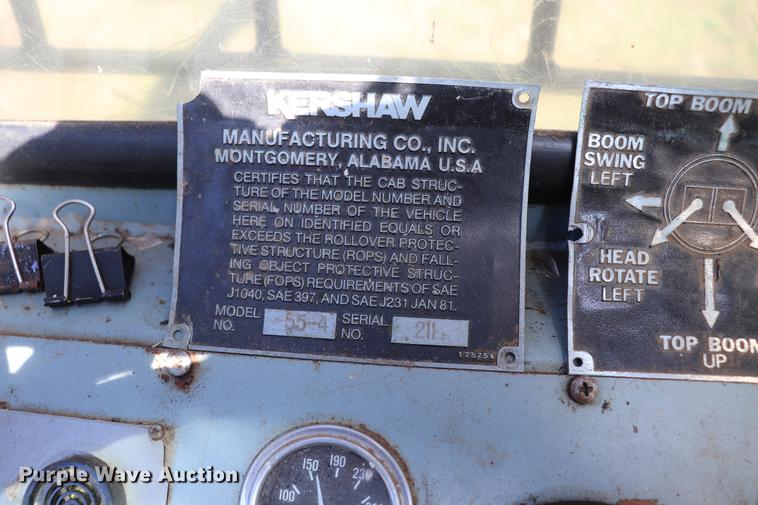 KERSHAW
MANUFACTURING CO., INC.
MONTGOMERY, ALABAMA U.S.A
CERTIFIES THAT THE CAB STRUC-
TURE OF THE MODEL NUMBER AND
SERIAL NUMBER OF THE VEHICLE
HERE ON IDENTIFIED EQUALS OR
EXCEEDS THE ROLLOVER PROTEC-
TIVE STRUCTURE (ROPS) AND FALL-
ING OBJECT PROTECTIVE STRUC-
TURE (FOPS) REQUIREMENTS OF SAE
J1040, SAE 397, AND SAE J231 JAN 81.
MODEL NO. 55-4 SERIAL NO. 211
175256
TOP BOOM
BOOM
SWING
LEFT
HEAD
ROTATE
LEFT
TOP BOOM
UP
100 150 190 230
Purple Wave Auction